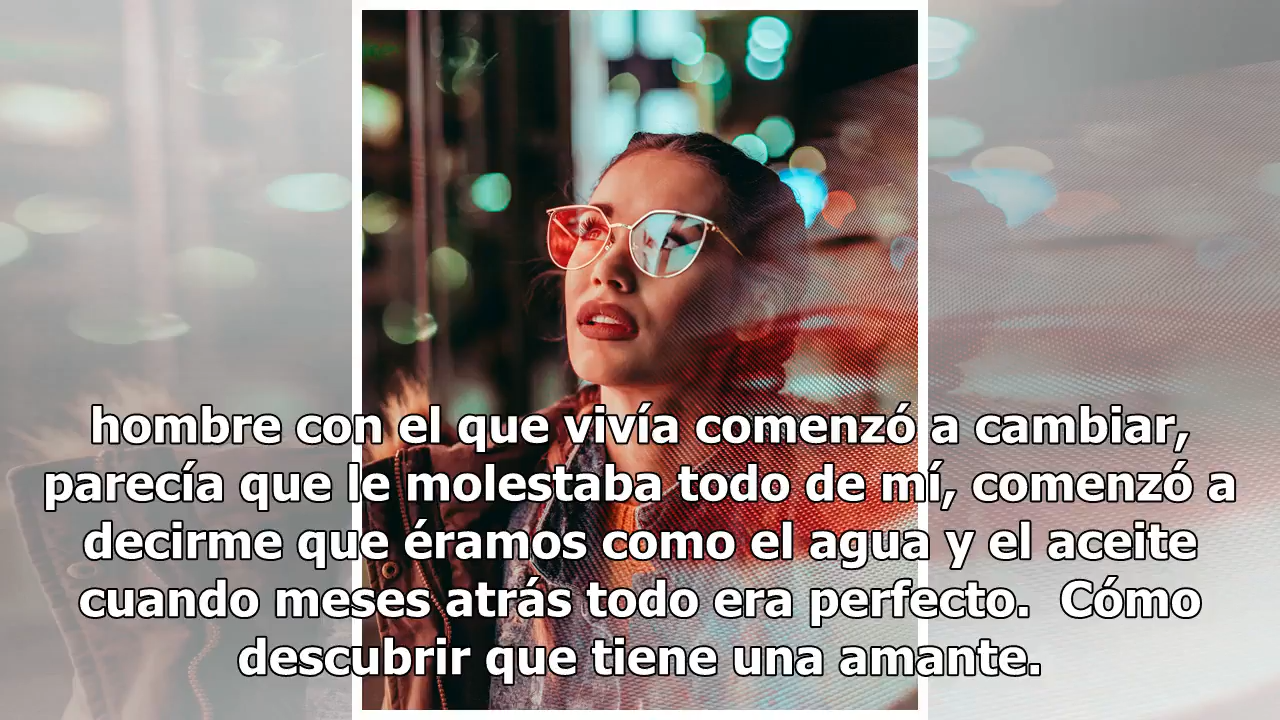 hombre con el que vivía comenzó a cambiar,
parecía que le molestaba todo de mí, comenzó a
decirme que éramos como el agua y el aceite
cuando meses atrás todo era perfecto.  Cómo
descubrir que tiene una amante.